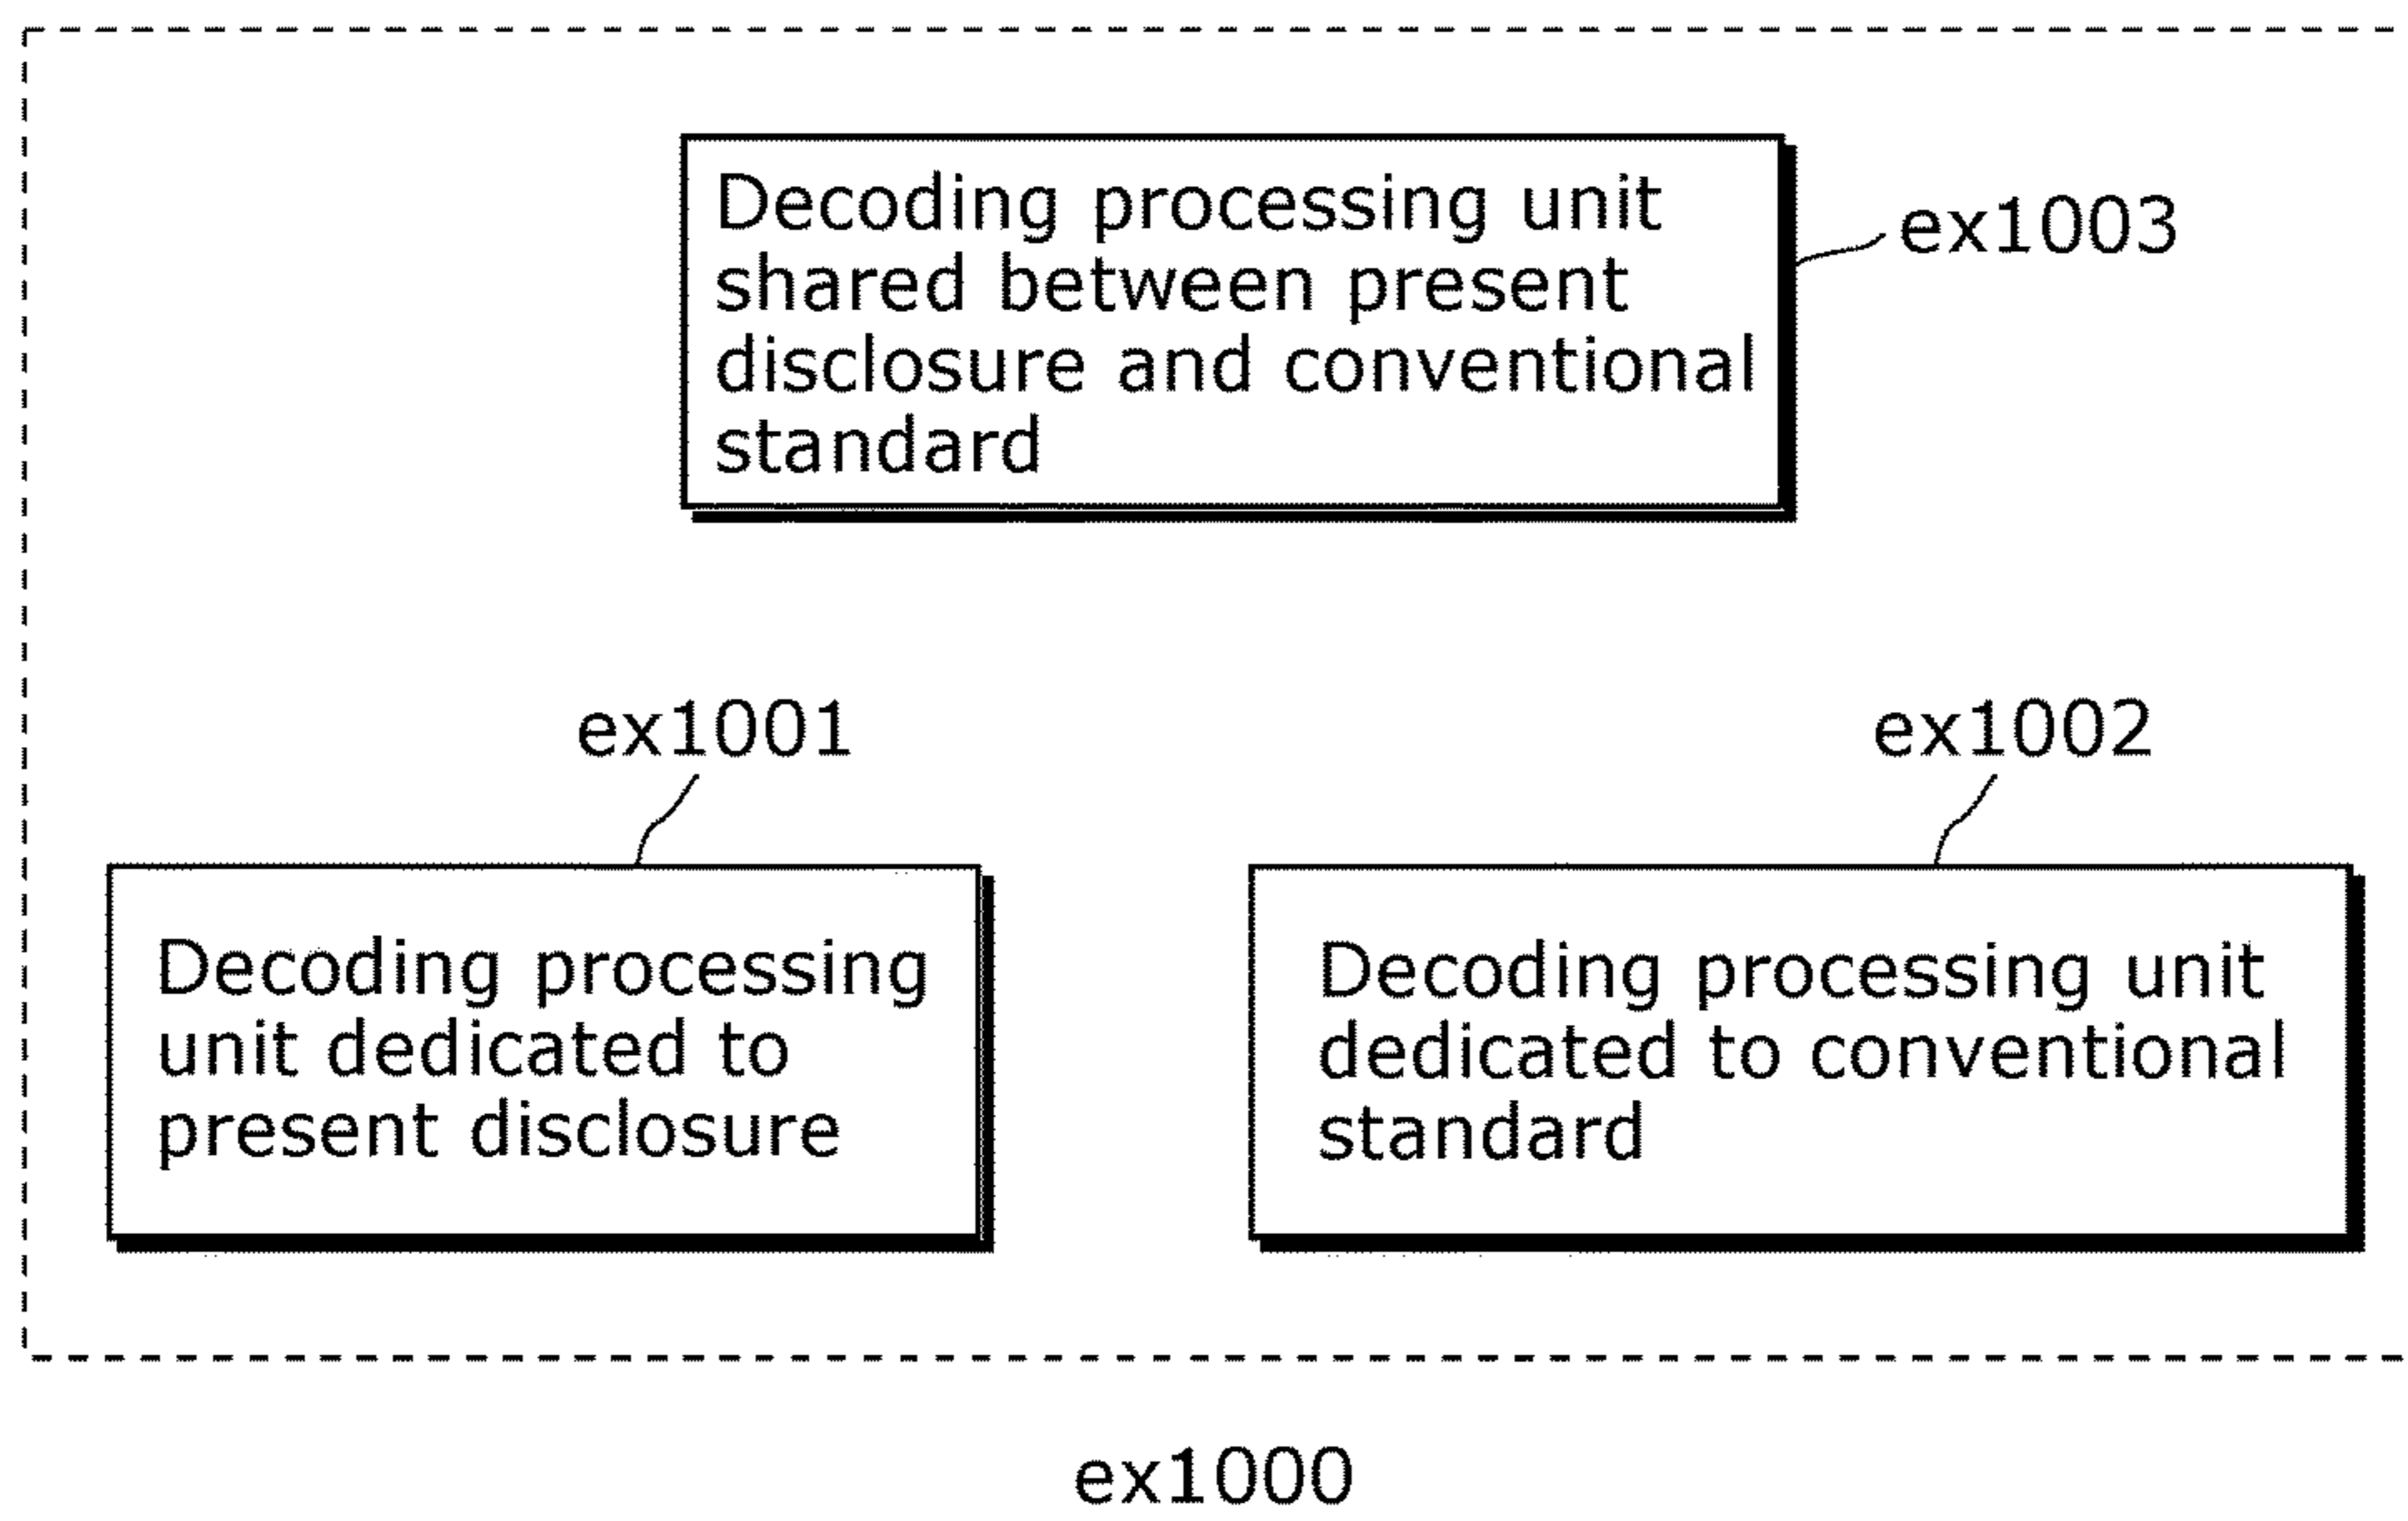 Decoding processing unit
shared between present
disclosure and conventional
standard
ex1003
ex1001
ex1002
Decoding processing
unit dedicated to
present disclosure
Decoding processing unit
dedicated to conventional
standard
ex1000